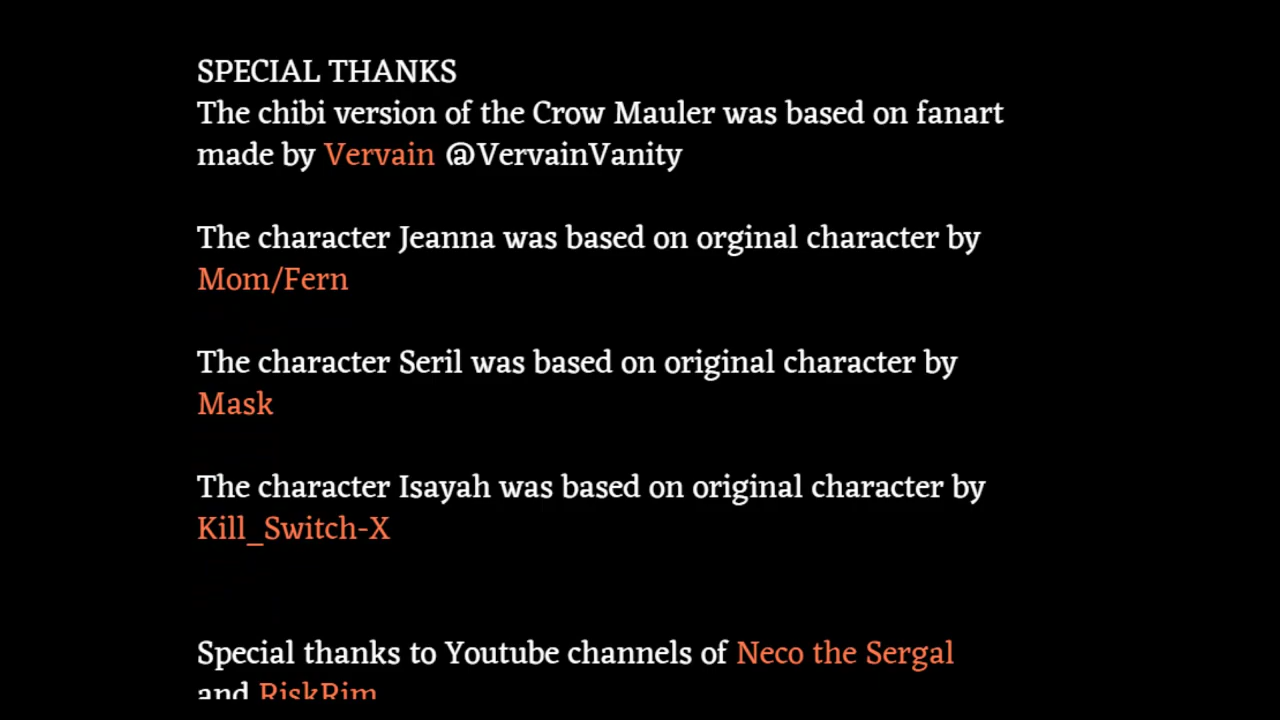 SPECIAL THANKS
The chibi version of the Crow Mauler was based on fanart
made by Vervain @VervainVanity
The character Jeanna was based on orginal character by
Mom/Fern
The character Seril was based on original character by
Mask
The character Isayah was based on original character by
Kill_Switch-X
Special thanks to Youtube channels of Neco the Sergal
and RiskRim